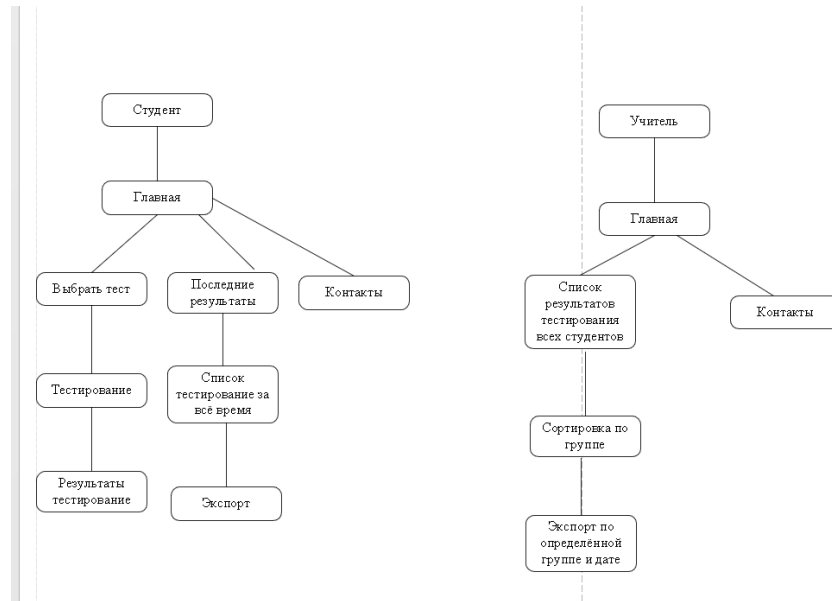 Студент
Главная
Выбрать тест
Последние
результаты
Контакты
Тестирование
Список
тестирование за
всё время
Результаты
тестирование
Экспорт
Учитель
Главная
Список
результатов
тестирования
всех студентов
Контакты
Сортировка по
группе
Экспорт по
определённой
группе и дате